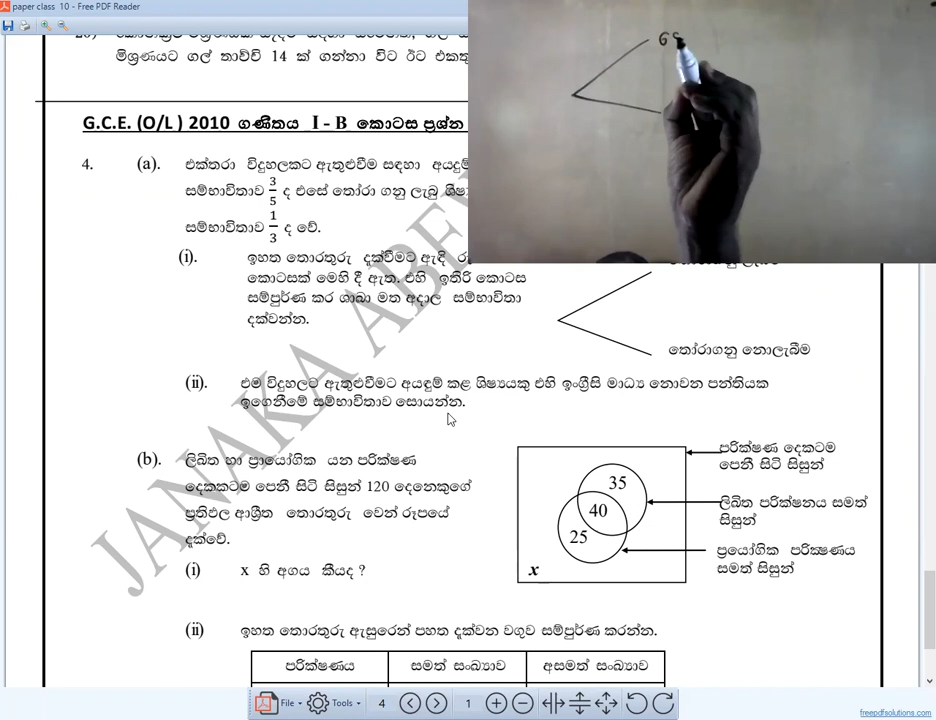 paper class 10 - Free PDF Reader
මිශ්‍රණයට ගල් තාච්චි 14 ක් ගන්නා විට ඊට එකතු
G.C.E. (O/L ) 2010 ගණිතය I - B කොටස ප්‍රශ්න
4. (a). එක්තරා විදුහලකට ඇතුළුවීම සඳහා අයදුම්
සම්භාවිතාව 3/5 ද එසේ තෝරා ගනු ලැබූ ශිෂ්‍ය
සම්භාවිතාව 1/3 ද වේ.
(i). ඉහත තොරතුරු දැක්වීමට ඇඳි
කොටසක් මෙහි දී ඇත. එහි ඉතිරි කොටස
සම්පුර්ණ කර ශාඛා මත අදාල සම්භාවිතා
දක්වන්න.
තෝරාගනු නොලැබීම
(ii). එම විදුහලට ඇතුළුවීමට අයඳුම් කළ ශිෂ්‍යයකු එහි ඉංග්‍රීසි මාධ්‍ය නොවන පන්තියක
ඉගෙනීමේ සම්භාවිතාව සොයන්න.
(b). ලිඛිත හා ප්‍රායෝගික යන පරීක්ෂණ
දෙකකටම පෙනී සිටි සිසුන් 120 දෙනෙකුගේ
ප්‍රතිඵල ආශ්‍රිත තොරතුරු වෙන් රූපයේ
දැක්වේ.
(i) x හි අගය කීයද ?
35
40
25
x
පරීක්ෂණ දෙකටම
පෙනී සිටි සිසුන්
ලිඛිත පරීක්ෂනය සමත්
සිසුන්
ප්‍රයෝගික පරීක්‍ෂණය
සමත් සිසුන්
(ii) ඉහත තොරතුරු ඇසුරෙන් පහත දැක්වන වගුව සම්පුර්ණ කරන්න.
පරීක්ෂණය සමත් සංඛ්‍යාව අසමත් සංඛ්‍යාව
JANAKA ABEY
File Tools 4 1
freepdfsolutions.com